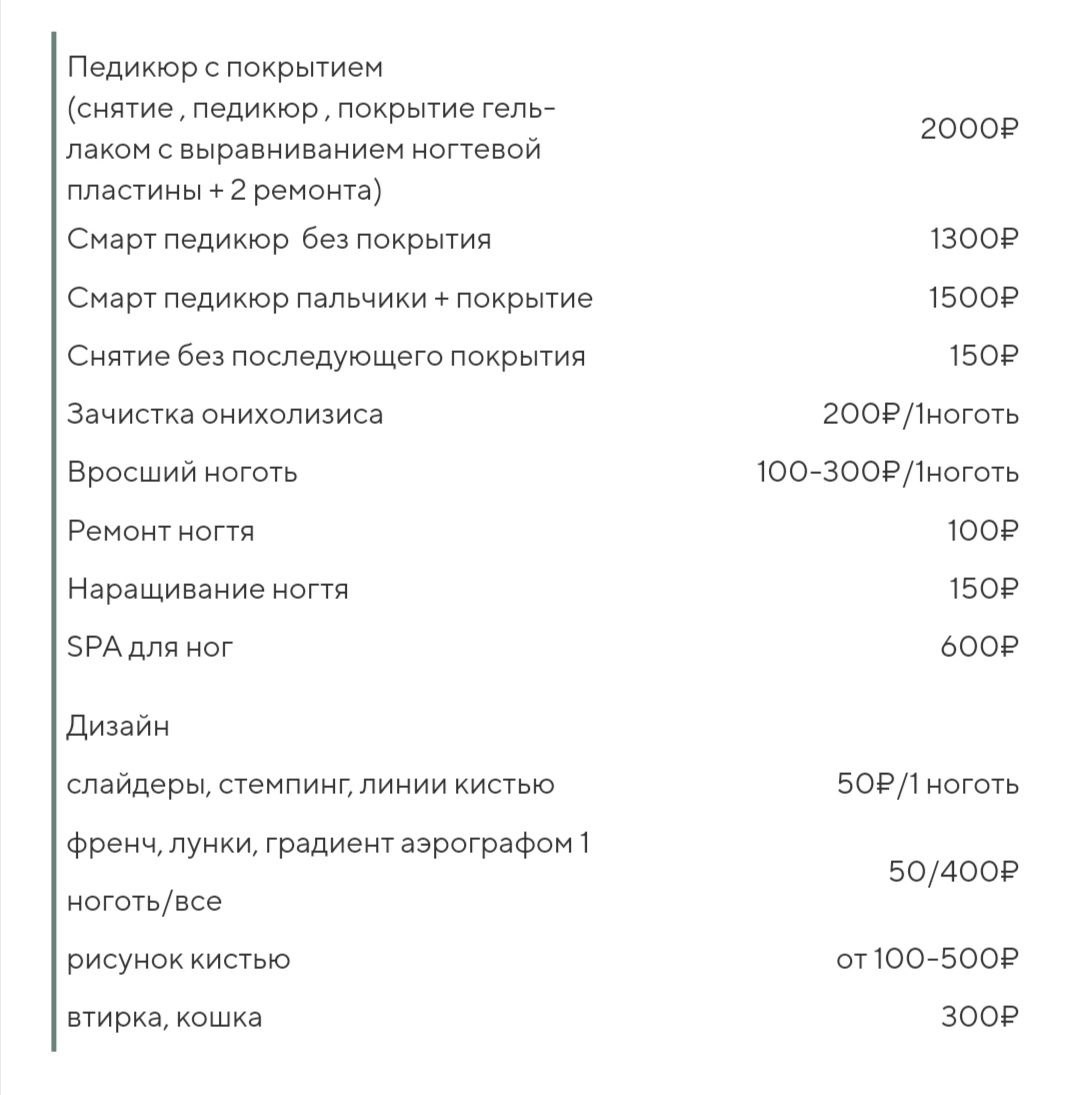 Педикюр с покрытием
(снятие , педикюр , покрытие гель-
лаком с выравниванием ногтевой
пластины + 2 ремонта)
2000₽
Смарт педикюр  без покрытия
1300₽
Смарт педикюр пальчики + покрытие
1500₽
Снятие без последующего покрытия
150₽
Зачистка онихолизиса
200₽/1ноготь
Вросший ноготь
100-300₽/1ноготь
Ремонт ногтя
100₽
Наращивание ногтя
150₽
SPA для ног
600₽
Дизайн
слайдеры, стемпинг, линии кистью
50₽/1 ноготь
френч, лунки, градиент аэрографом 1
ноготь/все
50/400₽
рисунок кистью
от 100-500₽
втирка, кошка
300₽